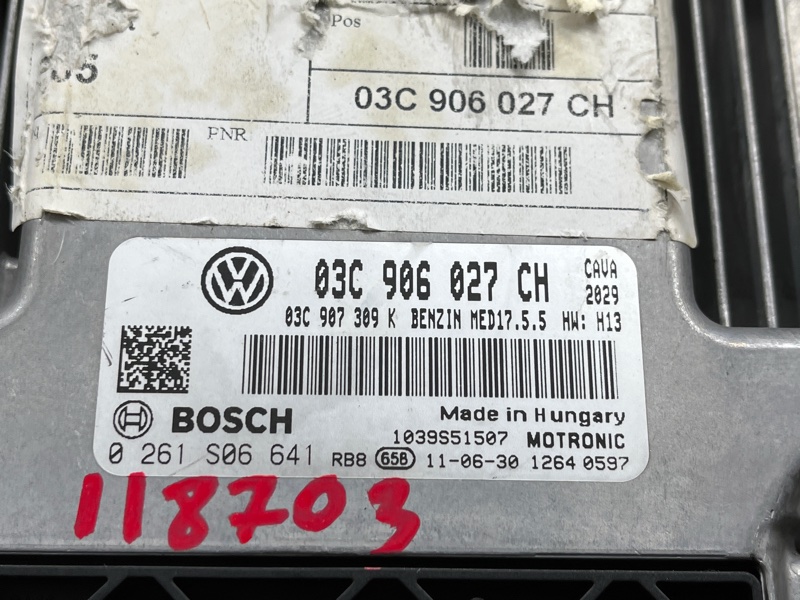 Pos
05
03C 906 027 CH
PNR
03C 906 027 CH CAVA
2029
03C 907 309 K BENZIN MED17.5.5 HW: H13
BOSCH
Made in Hungary
1039S51507 MOTRONIC
0 261 S06 641 RB8 65B 11-06-30 1264 0597
118703